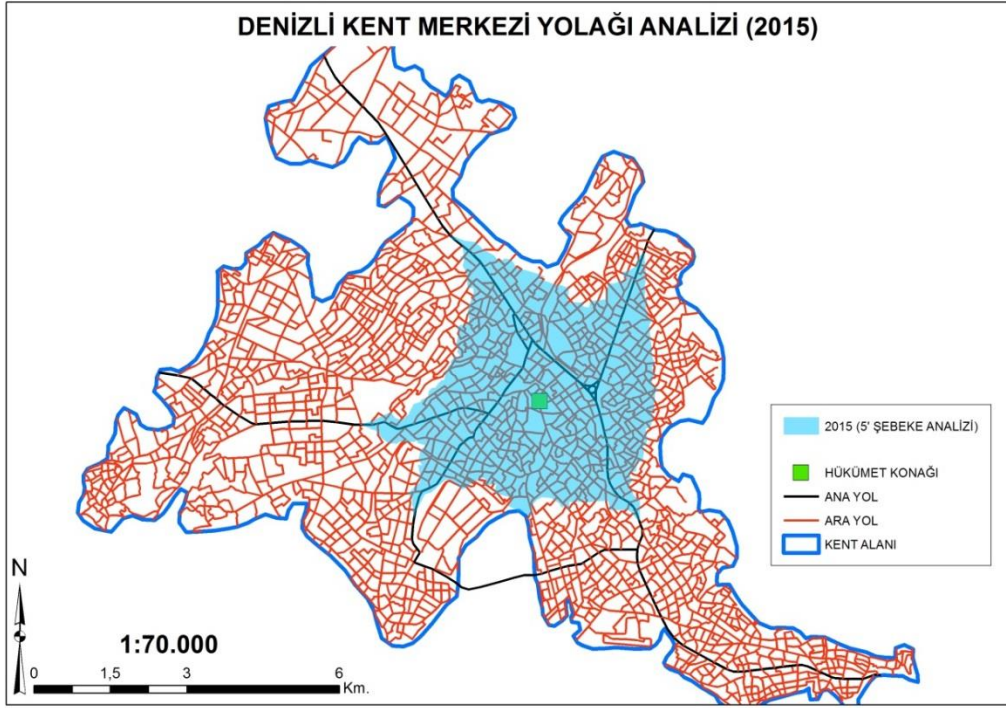 DENİZLİ KENT MERKEZİ YOLAĞI ANALİZİ (2015)
2015 (5' ŞEBEKE ANALİZİ)
HÜKÜMET KONAĞI
ANA YOL
ARA YOL
KENT ALANI
N
1:70.000
0 1,5 3 6
Km.